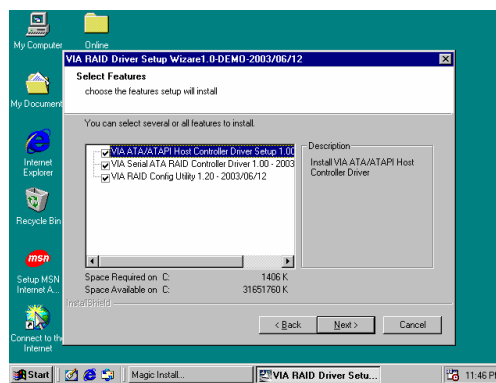 My Computer
Online
VIA RAID Driver Setup Wizare1.0-DEMO-2003/06/12
Select Features
choose the features setup will install
My Document
You can select several or all features to install.
VIA ATA/ATAPI Host Controller Driver Setup 1.00
VIA Serial ATA RAID Controller Driver 1.00 - 2003
VIA RAID Config Utility 1.20 - 2003/06/12
Description
Install VIA ATA/ATAPI Host
Controller Driver
Internet
Explorer
Recycle Bin
msn
Setup MSN
Internet A...
Space Required on C: 1406 K
Space Available on C: 31651760 K
InstallShield
< Back
Next >
Cancel
Connect to th
Internet
Start
Magic Install...
VIA RAID Driver Setu...
11:46 P